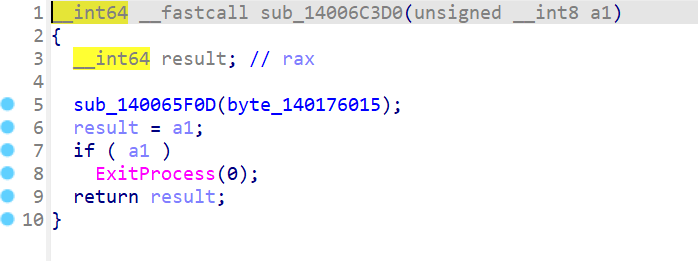 1 __int64 __fastcall sub_14006C3D0(unsigned __int8 a1)
2 {
3   __int64 result; // rax
4
5   sub_140065F0D(byte_140176015);
6   result = a1;
7   if ( a1 )
8     ExitProcess(0);
9   return result;
10 }